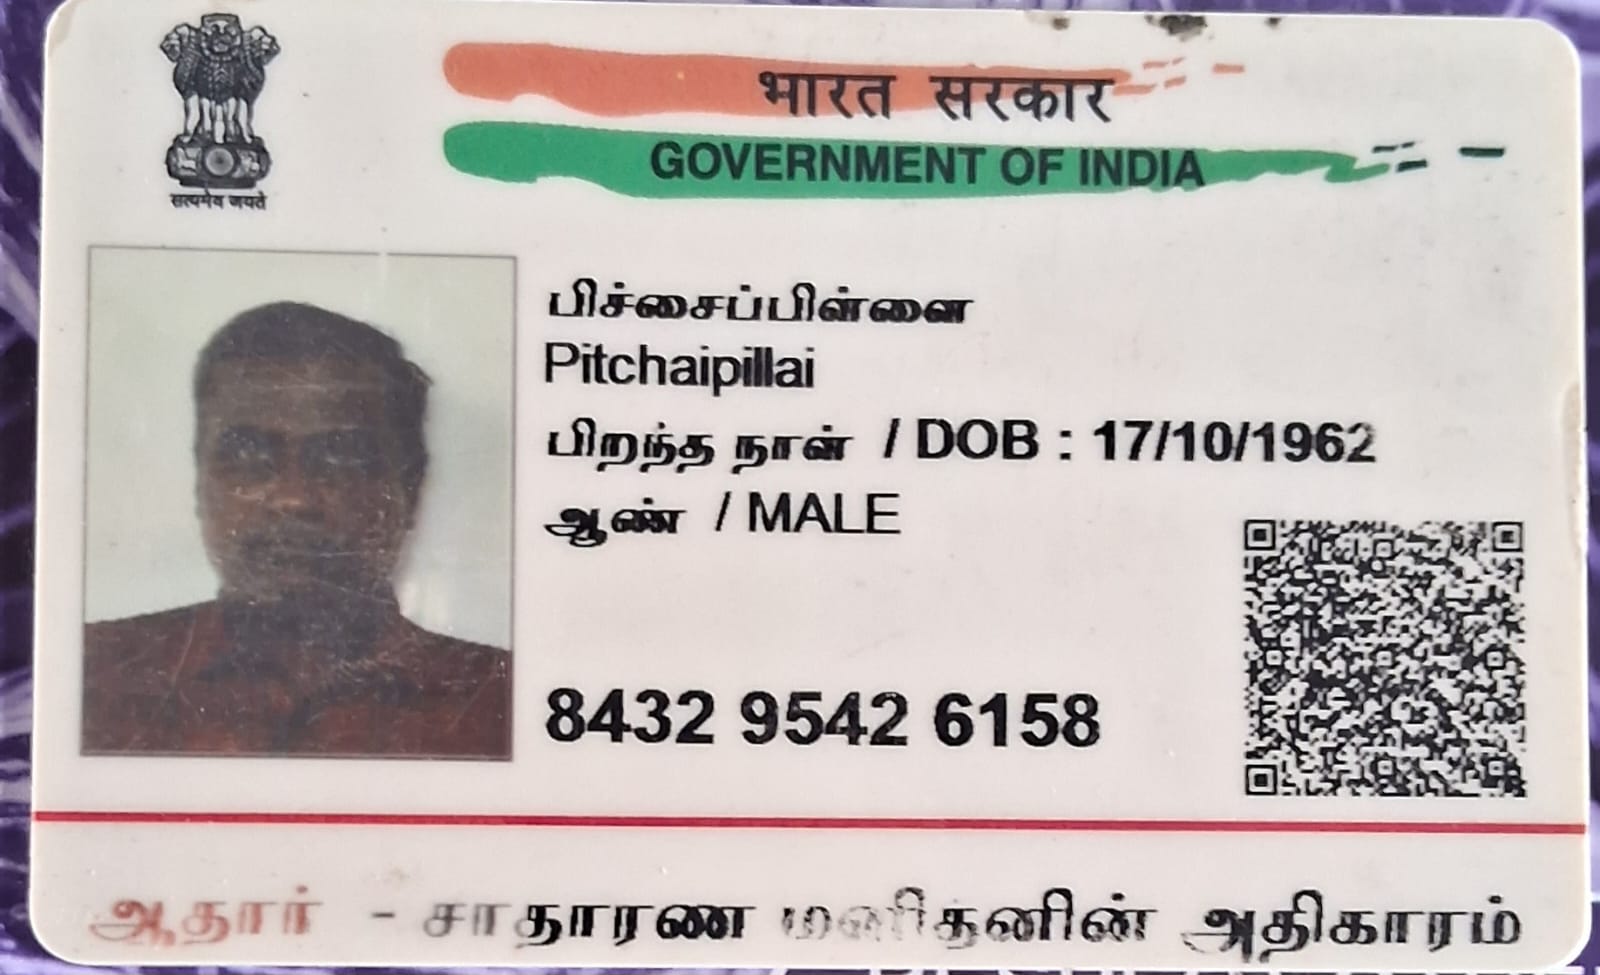 भारत सरकार
GOVERNMENT OF INDIA
सत्यमेव जयते
பிச்சைப்பிள்ளை
Pitchaipillai
பிறந்த நாள் / DOB : 17/10/1962
ஆண் / MALE
8432 9542 6158
ஆதார் - சாதாரண மனிதனின் அதிகாரம்